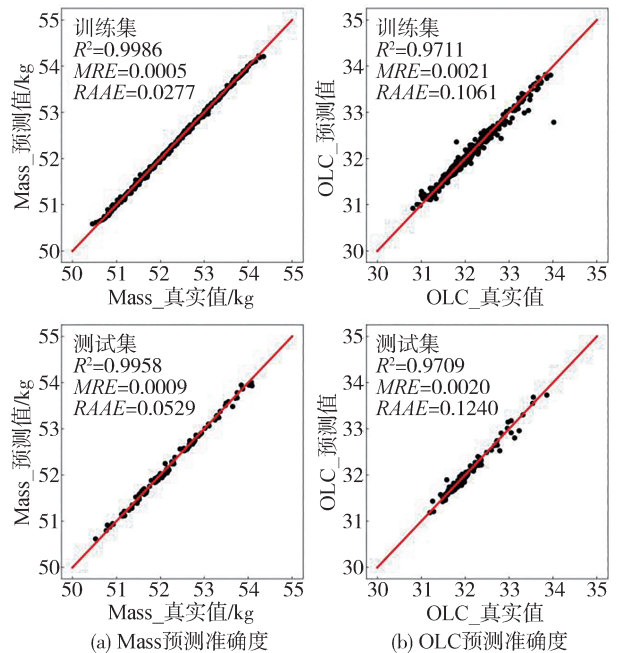 55
54
53
52
51
50
Mass_预测值/kg
训练集
R²=0.9986
MRE=0.0005
RAAE=0.0277
50 51 52 53 54 55
Mass_真实值/kg
35
34
33
32
31
30
OLC_预测值
训练集
R²=0.9711
MRE=0.0021
RAAE=0.1061
30 31 32 33 34 35
OLC_真实值
55
54
53
52
51
50
Mass_预测值/kg
测试集
R²=0.9958
MRE=0.0009
RAAE=0.0529
50 51 52 53 54 55
Mass_真实值/kg
35
34
33
32
31
30
OLC_预测值
测试集
R²=0.9709
MRE=0.0020
RAAE=0.1240
30 31 32 33 34 35
OLC_真实值
(a) Mass预测准确度
(b) OLC预测准确度